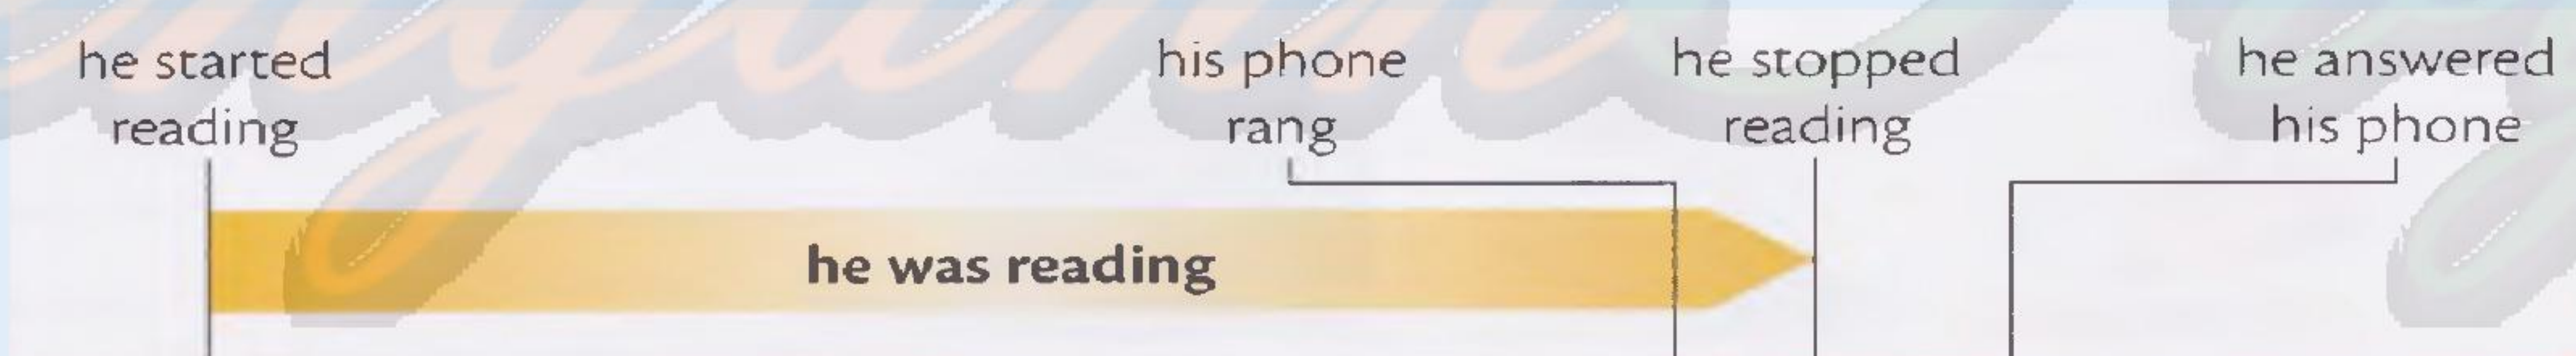 he started
reading
his phone
rang
he stopped
reading
he answered
his phone
he was reading